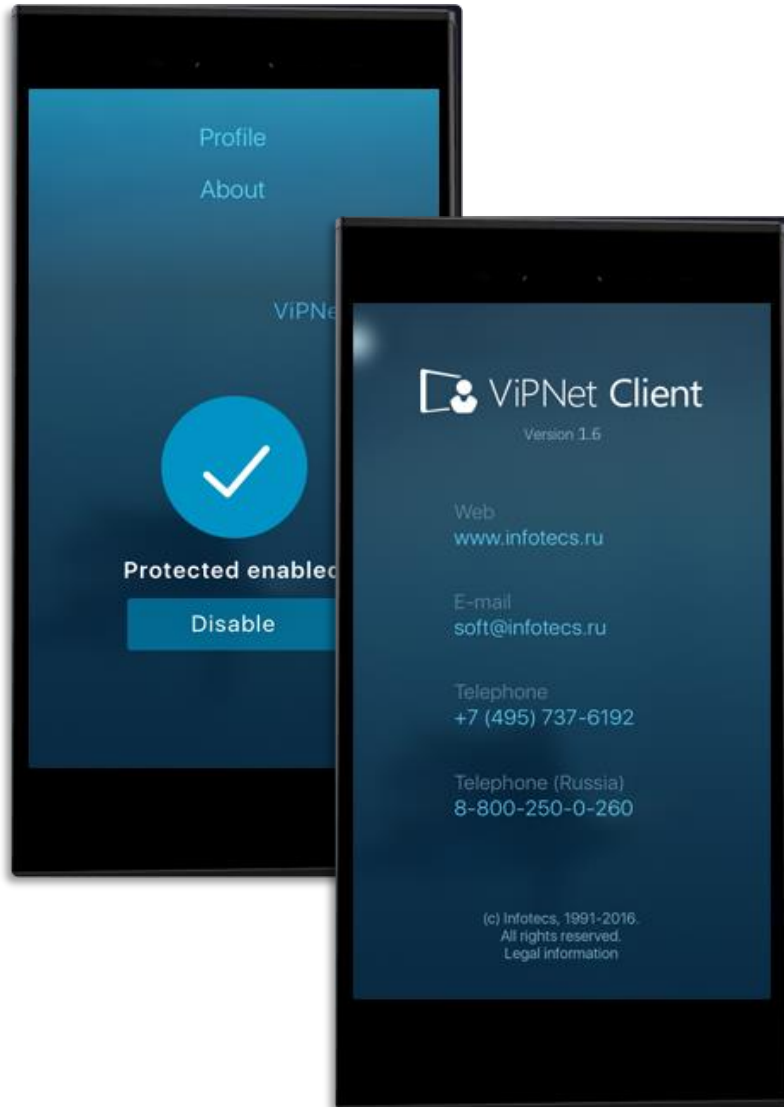 Profile
About
ViPNe
Protected enabled
Disable
ViPNet Client
Version 1.6
Web
www.infotecs.ru
E-mail
soft@infotecs.ru
Telephone
+7 (495) 737-6192
Telephone (Russia)
8-800-250-0-260
(c) Infotecs, 1991-2016.
All rights reserved.
Legal information